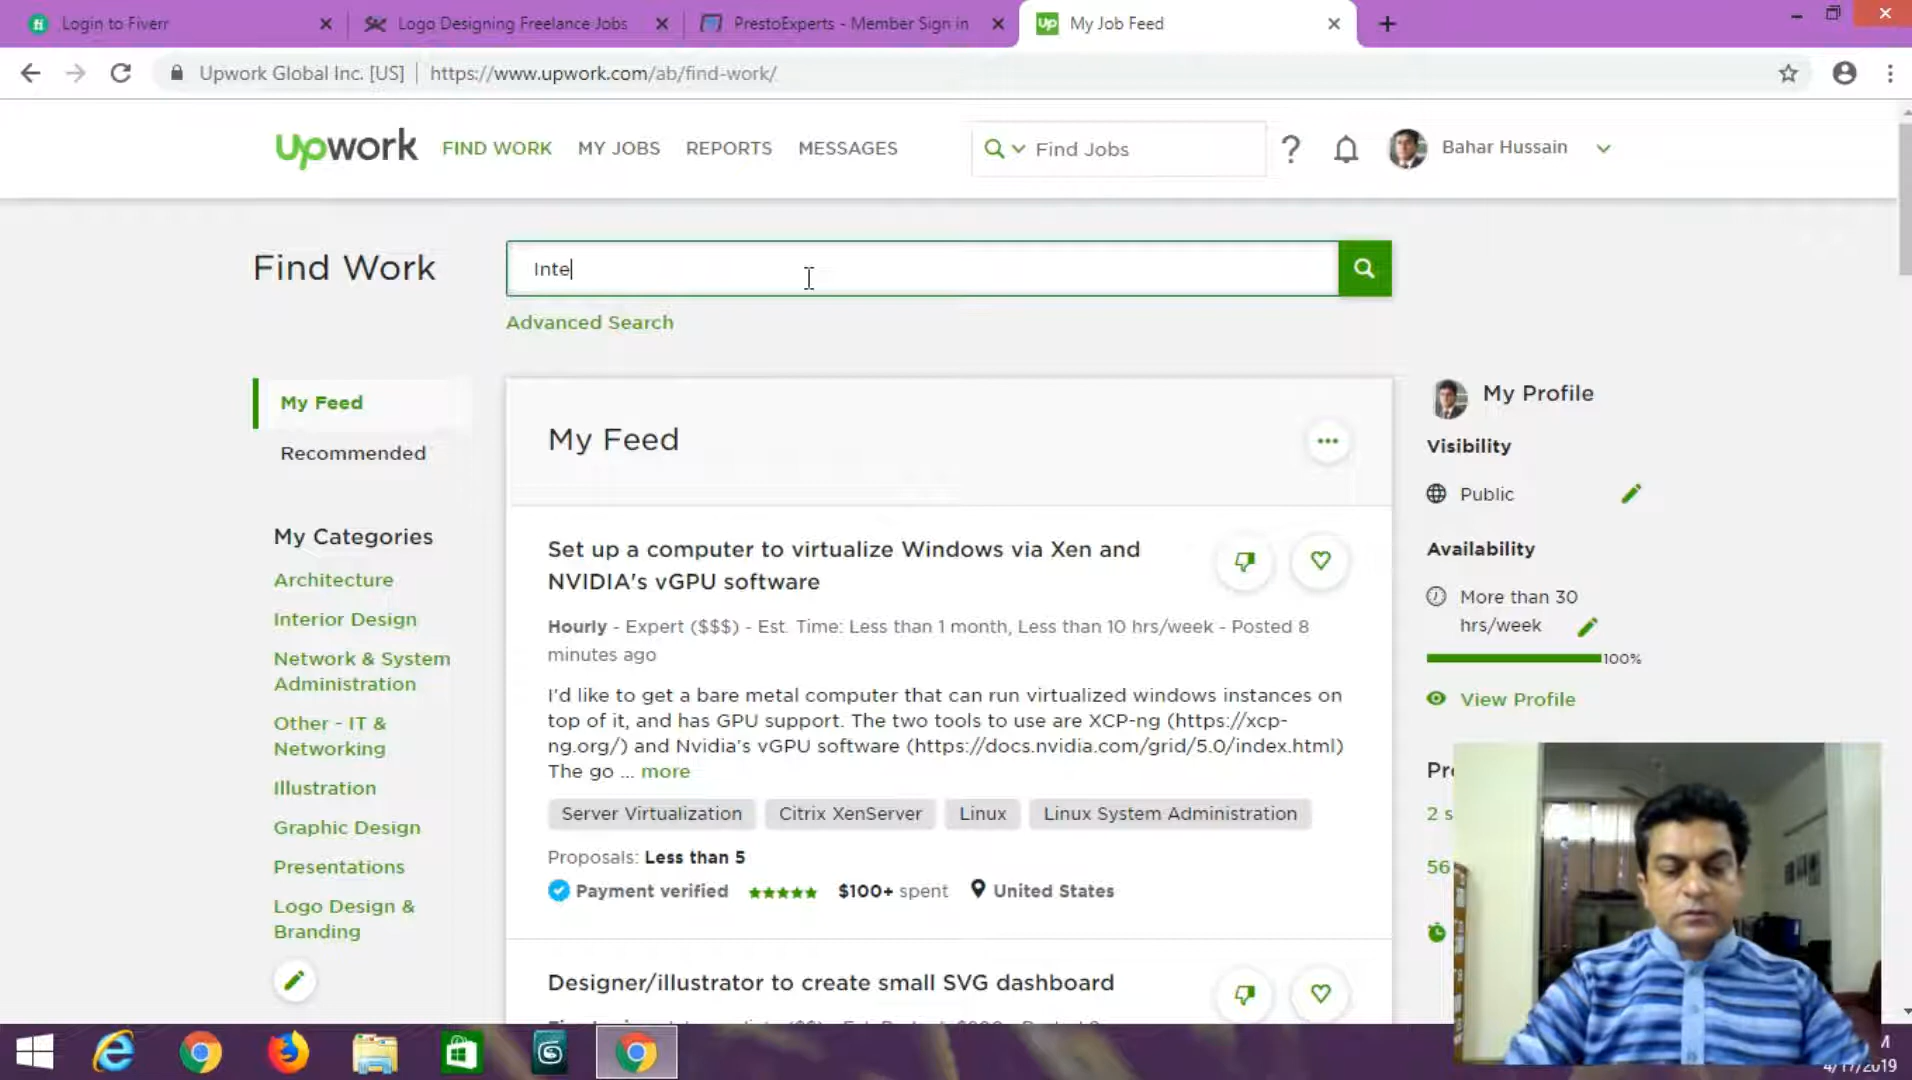 Login to Fiverr
Logo Designing Freelance Jobs
PrestoExperts - Member Sign in
My Job Feed
Upwork Global Inc. [US]
https://www.upwork.com/ab/find-work/
Upwork
FIND WORK
MY JOBS
REPORTS
MESSAGES
Find Jobs
Bahar Hussain
Find Work
Inte
Advanced Search
My Feed
Recommended
My Categories
Architecture
Interior Design
Network & System
Administration
Other - IT &
Networking
Illustration
Graphic Design
Presentations
Logo Design &
Branding
My Feed
Set up a computer to virtualize Windows via Xen and
NVIDIA's vGPU software
Hourly - Expert ($$$) - Est. Time: Less than 1 month, Less than 10 hrs/week - Posted 8
minutes ago
I'd like to get a bare metal computer that can run virtualized windows instances on
top of it, and has GPU support. The two tools to use are XCP-ng (https://xcp-
ng.org/) and Nvidia's vGPU software (https://docs.nvidia.com/grid/5.0/index.html)
The go ... more
Server Virtualization
Citrix XenServer
Linux
Linux System Administration
Proposals: Less than 5
Payment verified
$100+ spent
United States
Designer/illustrator to create small SVG dashboard
My Profile
Visibility
Public
Availability
More than 30
hrs/week
100%
View Profile
Pr
2 s
56
M
4/17/2019